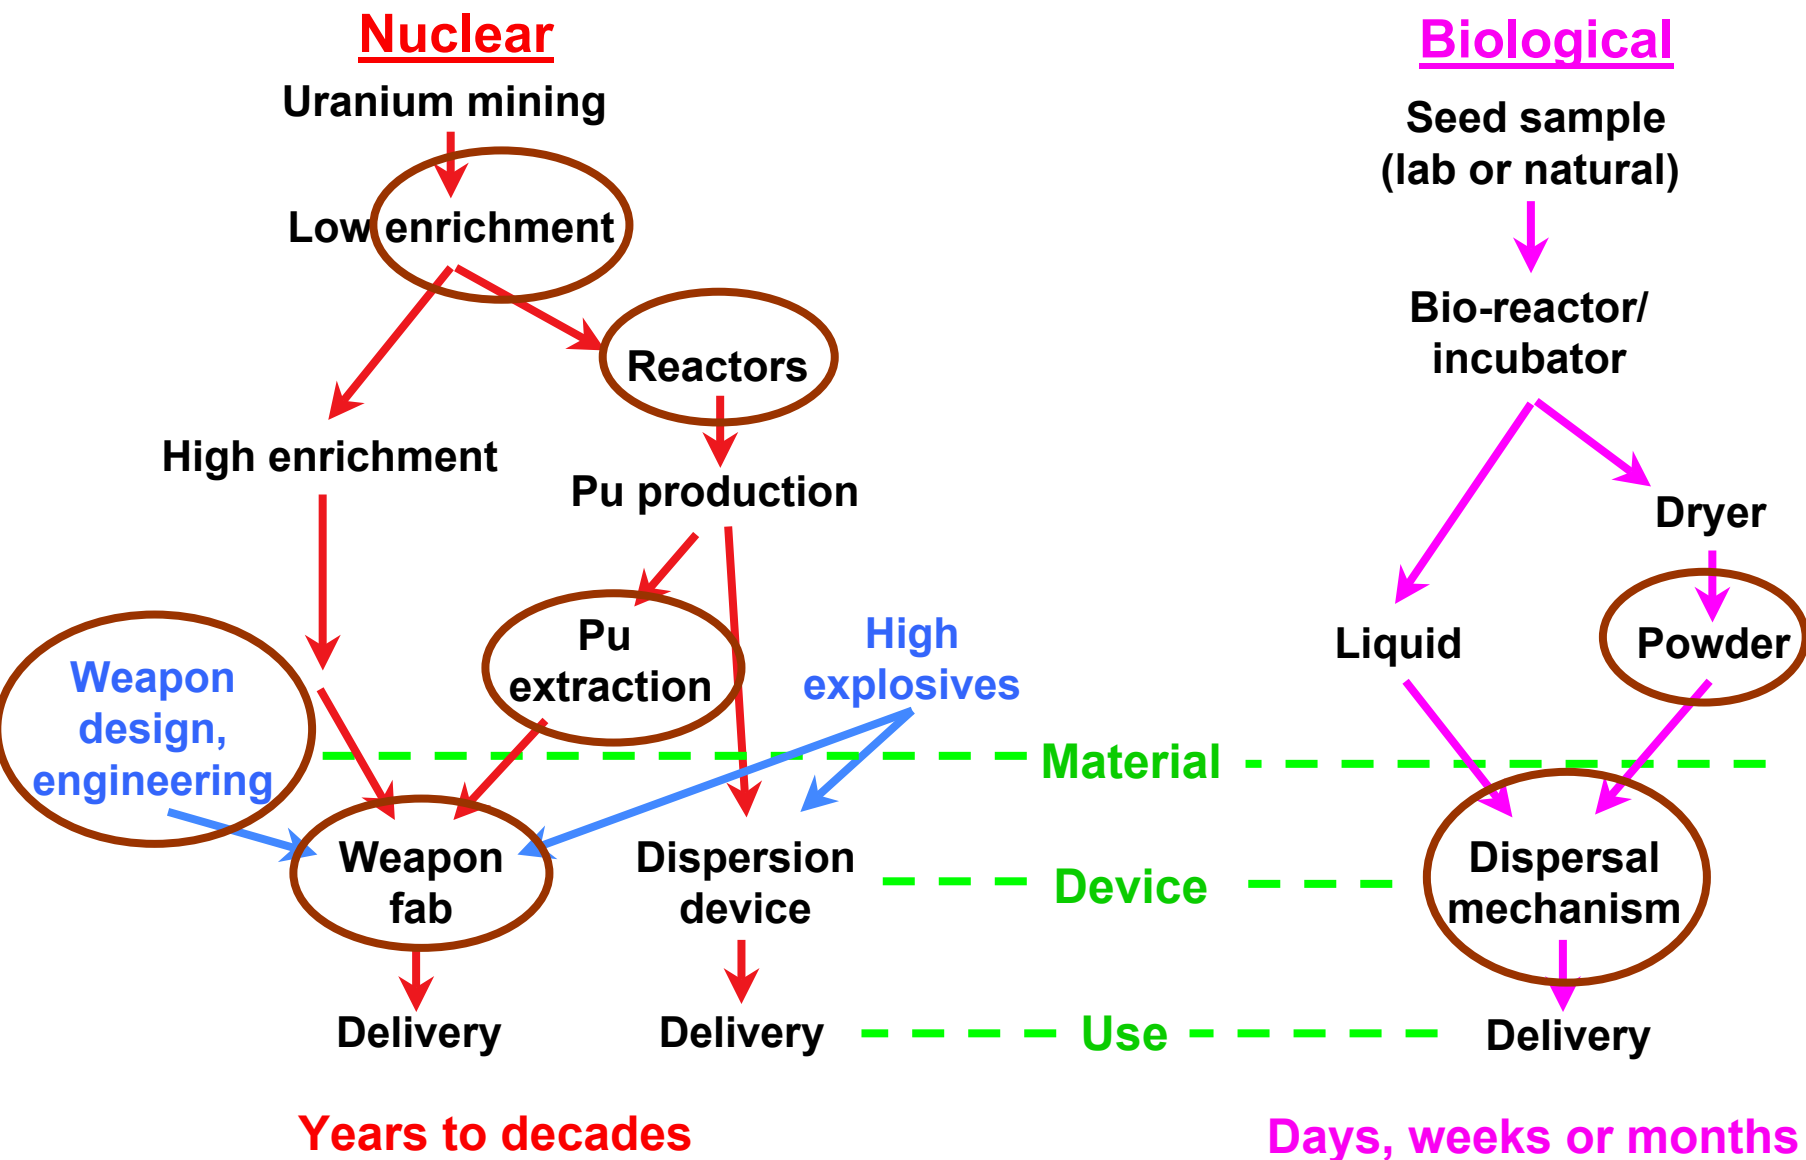 Nuclear
Biological
Uranium mining
Seed sample
(lab or natural)
Low enrichment
Bio-reactor/
incubator
Reactors
High enrichment
Pu production
Dryer
Pu
extraction
High
explosives
Liquid
Powder
Weapon
design,
engineering
Material
Weapon
fab
Dispersion
device
Device
Dispersal
mechanism
Delivery
Delivery
Use
Delivery
Years to decades
Days, weeks or months